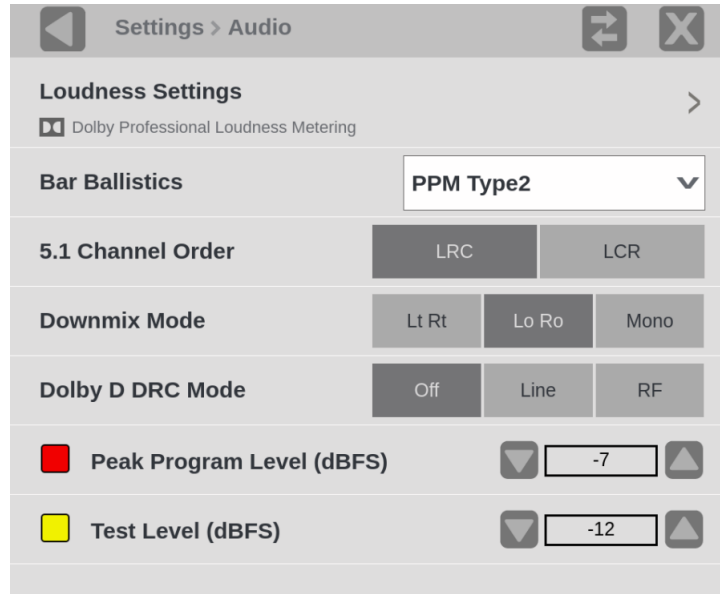 Settings > Audio
Loudness Settings
Dolby Professional Loudness Metering
Bar Ballistics PPM Type2
5.1 Channel Order LRC LCR
Downmix Mode Lt Rt Lo Ro Mono
Dolby D DRC Mode Off Line RF
Peak Program Level (dBFS) -7
Test Level (dBFS) -12